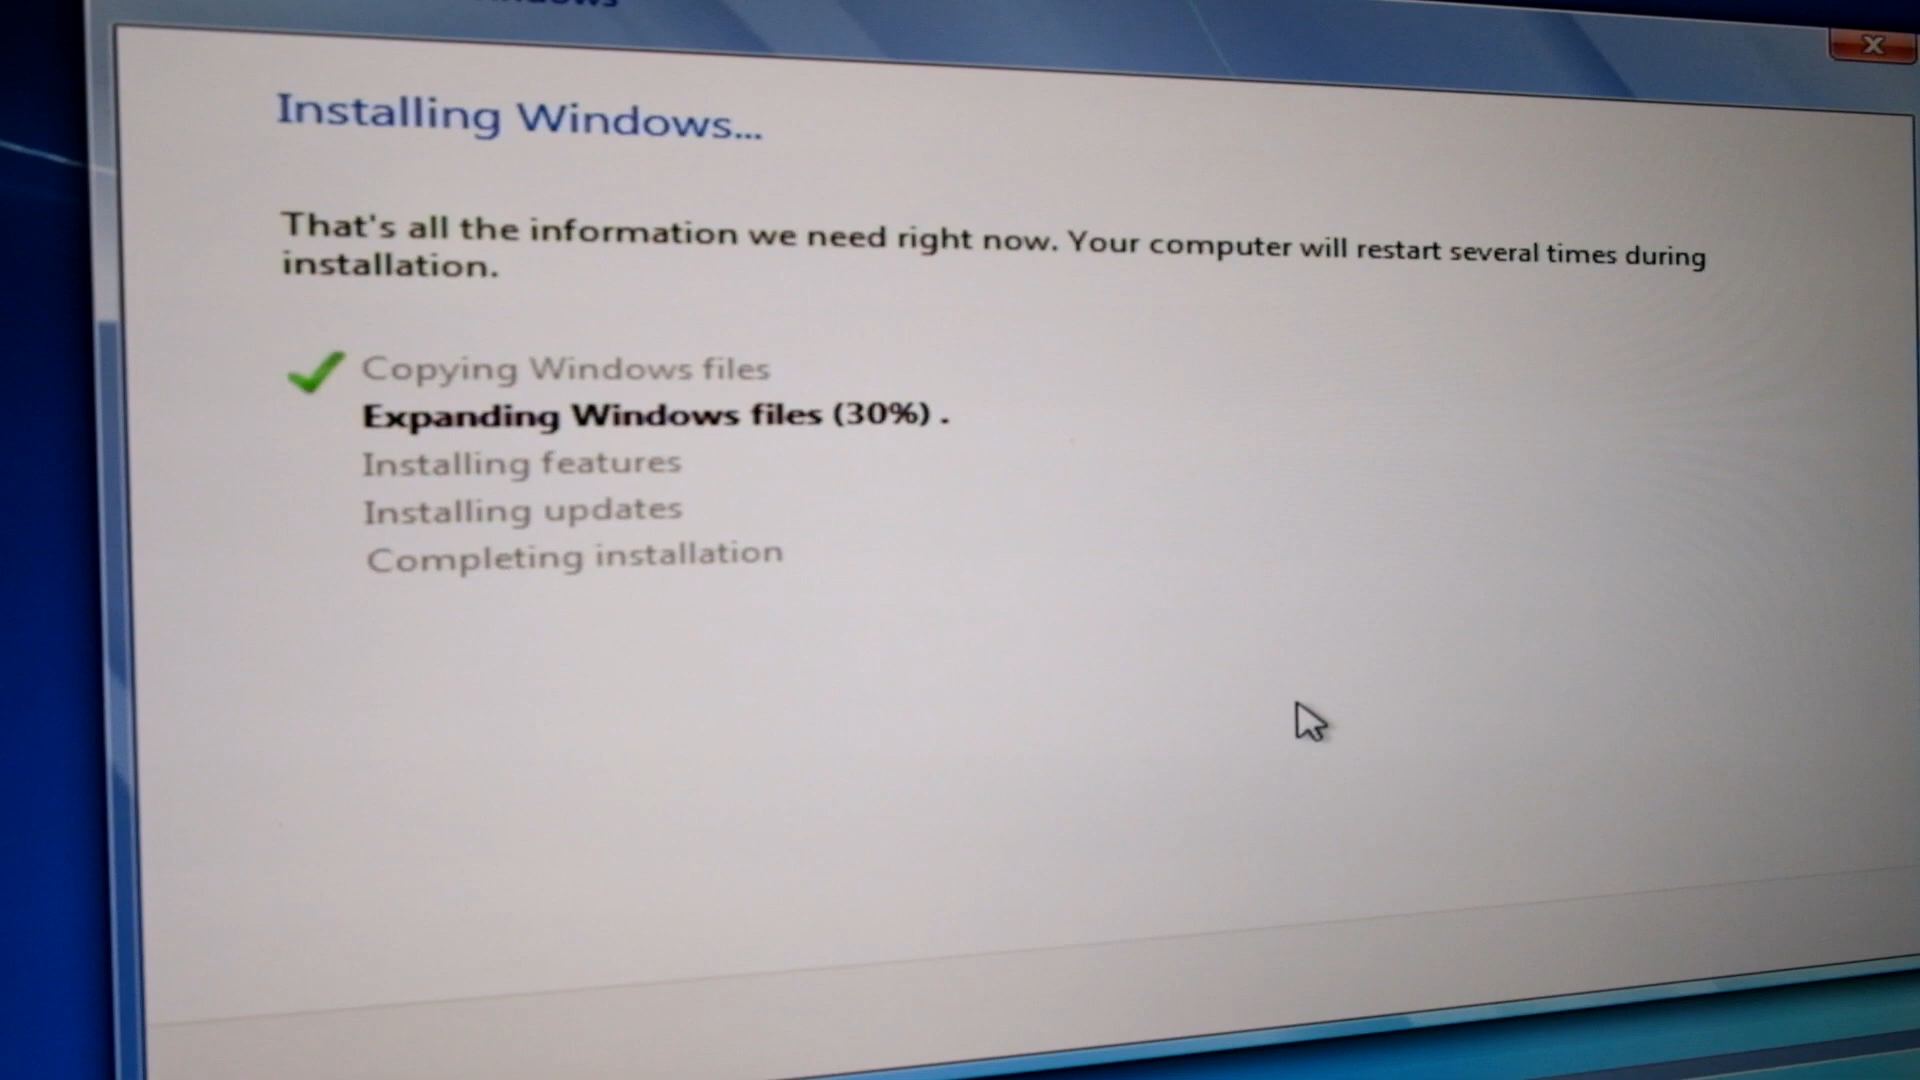 Installing Windows...
That's all the information we need right now. Your computer will restart several times during
installation.
Copying Windows files
Expanding Windows files (30%) .
Installing features
Installing updates
Completing installation